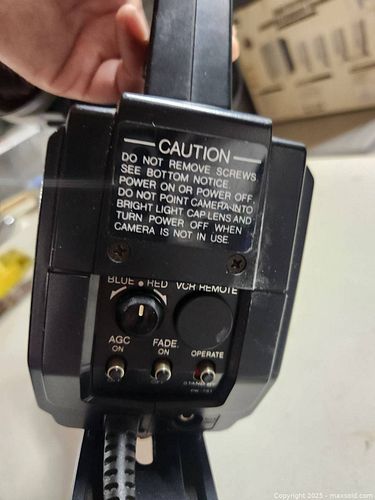 CAUTION
DO NOT REMOVE SCREWS.
SEE BOTTOM NOTICE.
POWER ON OR POWER OFF.
DO NOT POINT CAMERA INTO
BRIGHT LIGHT CAP LENS AND
TURN POWER OFF WHEN
CAMERA IS NOT IN USE
BLUE • RED VCR REMOTE
AGC FADE. OPERATE
ON ON
STAND BY
Copyright 2025 - maxsold.com